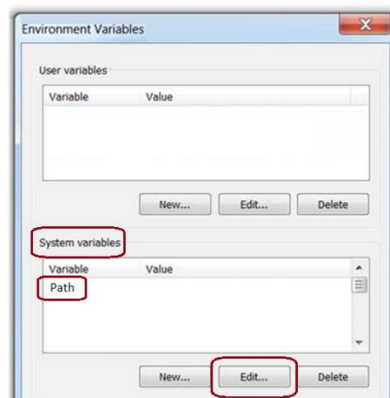 Environment Variables
User variables
Variable Value
New... Edit... Delete
System variables
Variable Value
Path
New... Edit... Delete